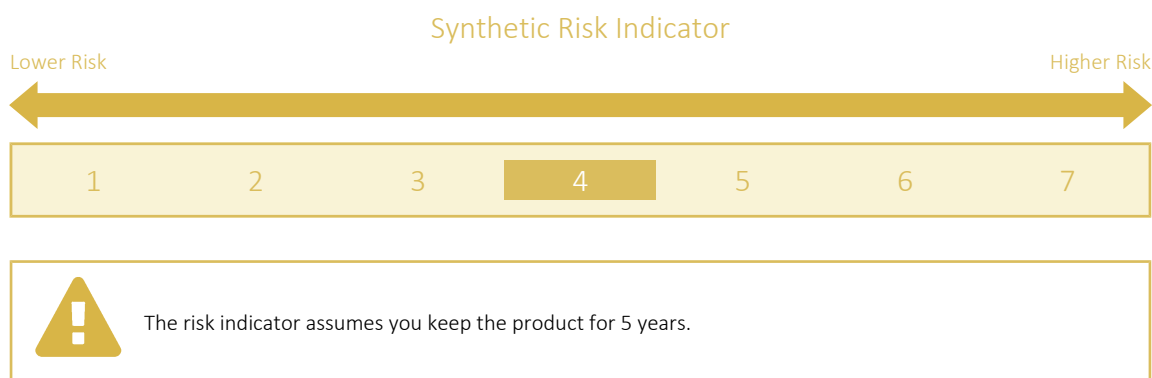 Synthetic Risk Indicator
Lower Risk Higher Risk
1 2 3 4 5 6 7
The risk indicator assumes you keep the product for 5 years.